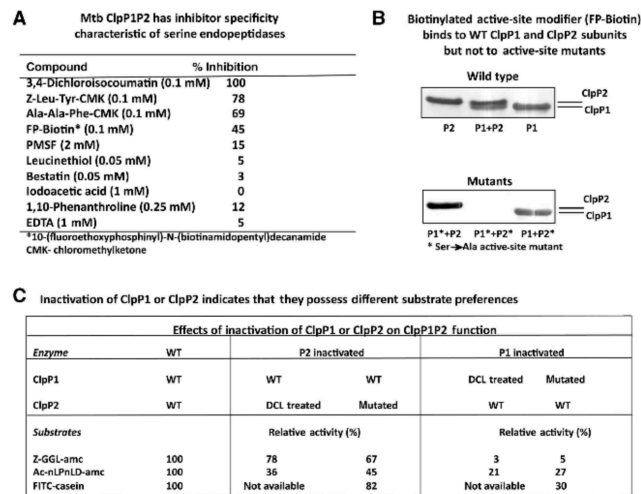 A
Mtb ClpP1P2 has inhibitor specificity
characteristic of serine endopeptidases
Compound % Inhibition
3,4-Dichloroisocoumatin (0.1 mM) 100
Z-Leu-Tyr-CMK (0.1 mM) 78
Ala-Ala-Phe-CMK (0.1 mM) 69
FP-Biotin* (0.1 mM) 45
PMSF (2 mM) 15
Leucinethiol (0.05 mM) 5
Bestatin (0.05 mM) 3
Iodoacetic acid (1 mM) 0
1,10-Phenanthroline (0.25 mM) 12
EDTA (1 mM) 5
*10-(fluoroethoxyphosphinyl)-N-(biotinamidopentyl)decanamide
CMK- chloromethylketone
B
Biotinylated active-site modifier (FP-Biotin)
binds to WT ClpP1 and ClpP2 subunits
but not to active-site mutants
Wild type
ClpP2
ClpP1
P2 P1+P2 P1
Mutants
ClpP2
ClpP1
P1*+P2 P1*+P2* P1+P2*
* Ser→Ala active-site mutant
C
Inactivation of ClpP1 or ClpP2 indicates that they possess different substrate preferences
Effects of inactivation of ClpP1 or ClpP2 on ClpP1P2 function
Enzyme WT P2 inactivated P1 inactivated
ClpP1 WT WT WT DCL treated Mutated
ClpP2 WT DCL treated Mutated WT WT
Substrates Relative activity (%) Relative activity (%)
Z-GGL-amc 100 78 67 3 5
Ac-nLPnLD-amc 100 36 45 21 27
FITC-casein 100 Not available 82 Not available 30